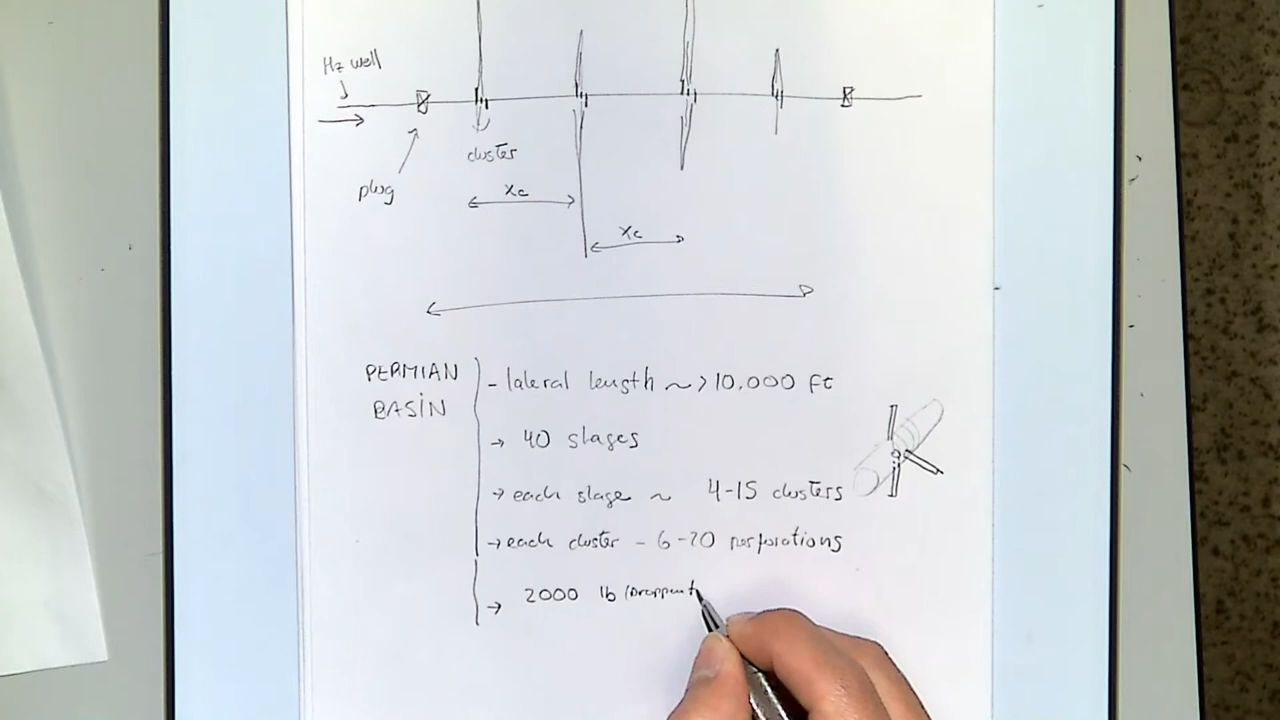 Hz well
cluster
plug
xc
xc
PERMIAN
BASIN
- lateral length ~>10,000 ft
→ 40 stages
→ each stage ~ 4-15 clusters
→ each cluster - 6-20 perforations
→ 2000 lb (proppant